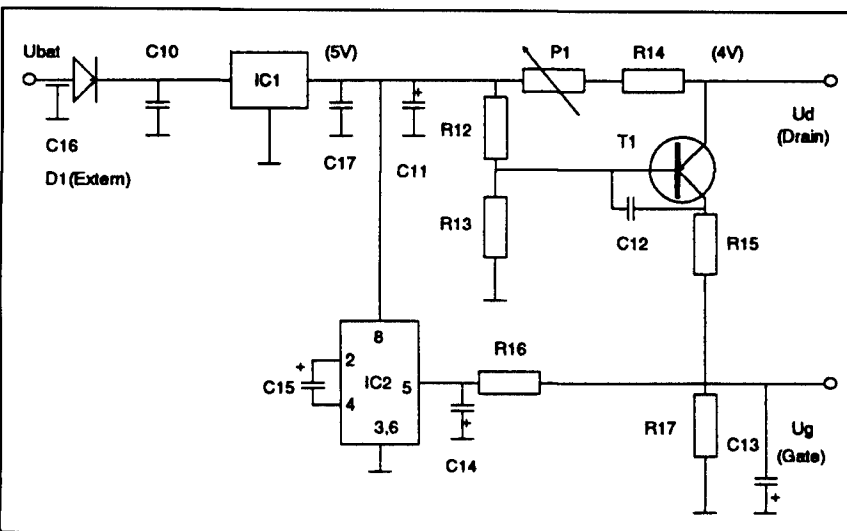 Ubat
C10
(5V)
P1
R14
(4V)
IC1
C16
C17
+
C11
R12
T1
Ud
(Drain)
D1(Extern)
R13
C12
R15
8
2
+
C15
IC2
5
4
3,6
R16
+
C14
R17
C13
+
Ug
(Gate)